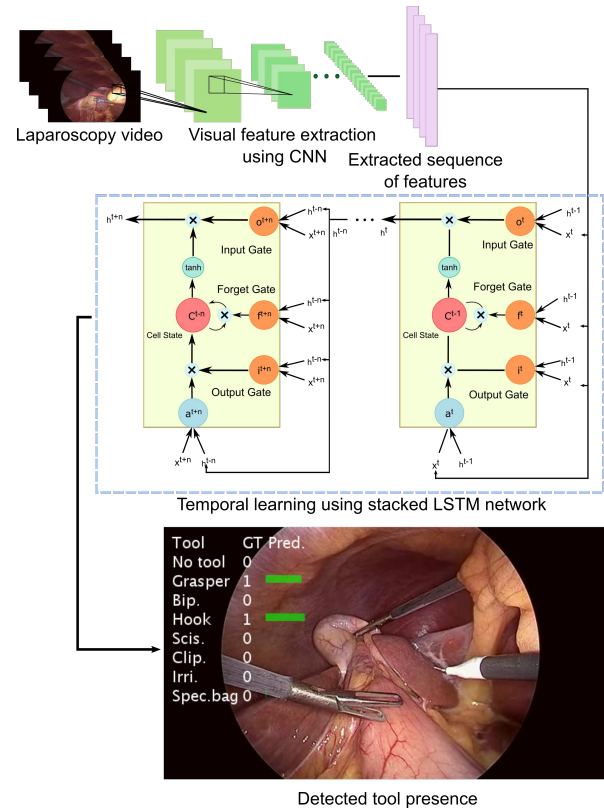 Laparoscopy video
Visual feature extraction
using CNN
Extracted sequence
of features
h^t+n
o^t+n
h^t-n
x^t+n
h^t-n
h^t
o^t
h^t-1
x^t
Input Gate
Input Gate
tanh
tanh
Forget Gate
Forget Gate
C^t-n
f^t+n
h^t-n
x^t+n
C^t-1
f^t
h^t-1
x^t
Cell State
Cell State
i^t+n
h^t-n
x^t+n
i^t
h^t-1
x^t
Output Gate
Output Gate
a^t+n
a^t
x^t+n
h^t-n
x^t
h^t-1
Temporal learning using stacked LSTM network
Tool GT Pred.
No tool 0
Grasper 1
Bip. 0
Hook 1
Scis. 0
Clip. 0
Irri. 0
Spec.bag 0
Detected tool presence